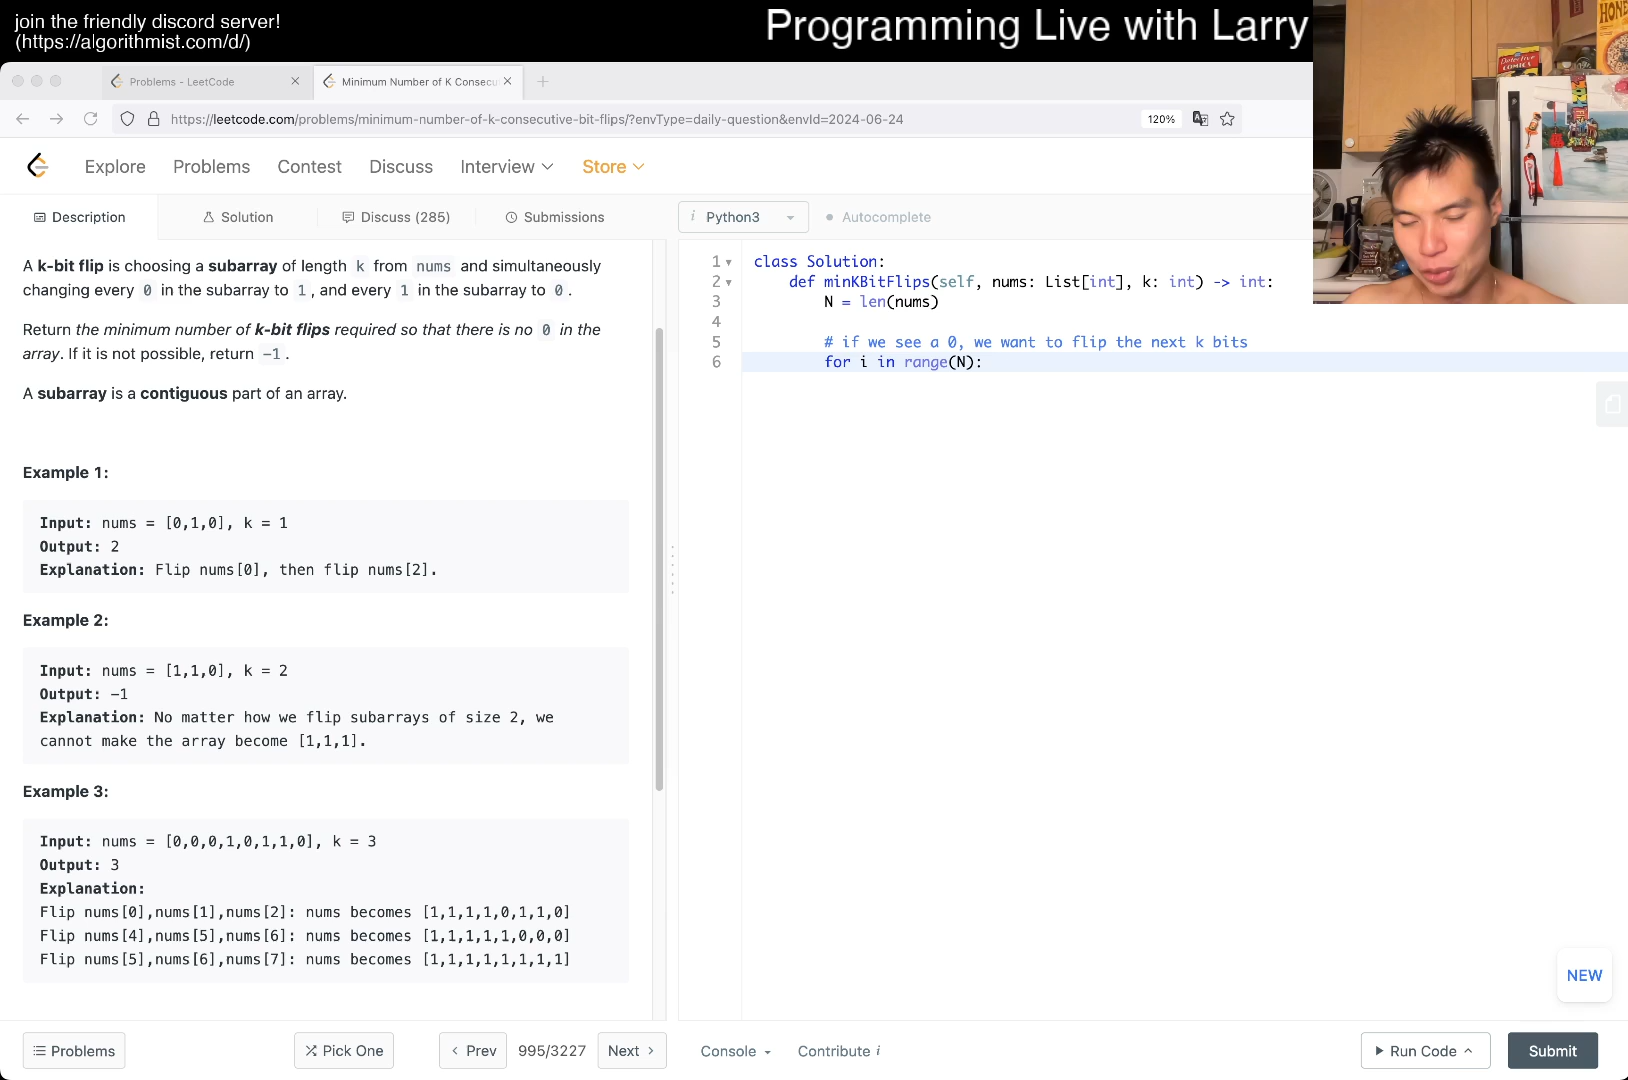 join the friendly discord server!
(https://algorithmist.com/d/)
Programming Live with Larry
Problems - LeetCode
Minimum Number of K Consecu
https://leetcode.com/problems/minimum-number-of-k-consecutive-bit-flips/?envType=daily-question&envId=2024-06-24
120%
Explore Problems Contest Discuss Interview Store
Description Solution Discuss (285) Submissions
i Python3 Autocomplete
A k-bit flip is choosing a subarray of length k from nums and simultaneously
changing every 0 in the subarray to 1, and every 1 in the subarray to 0.
Return the minimum number of k-bit flips required so that there is no 0 in the
array. If it is not possible, return -1.
A subarray is a contiguous part of an array.
Example 1:
Input: nums = [0,1,0], k = 1
Output: 2
Explanation: Flip nums[0], then flip nums[2].
Example 2:
Input: nums = [1,1,0], k = 2
Output: -1
Explanation: No matter how we flip subarrays of size 2, we
cannot make the array become [1,1,1].
Example 3:
Input: nums = [0,0,0,1,0,1,1,0], k = 3
Output: 3
Explanation:
Flip nums[0],nums[1],nums[2]: nums becomes [1,1,1,1,0,1,1,0]
Flip nums[4],nums[5],nums[6]: nums becomes [1,1,1,1,1,0,0,0]
Flip nums[5],nums[6],nums[7]: nums becomes [1,1,1,1,1,1,1,1]
1 class Solution:
2 def minKBitFlips(self, nums: List[int], k: int) -> int:
3 N = len(nums)
4
5 # if we see a 0, we want to flip the next k bits
6 for i in range(N):
NEW
Problems Pick One < Prev 995/3227 Next > Console Contribute i Run Code Submit